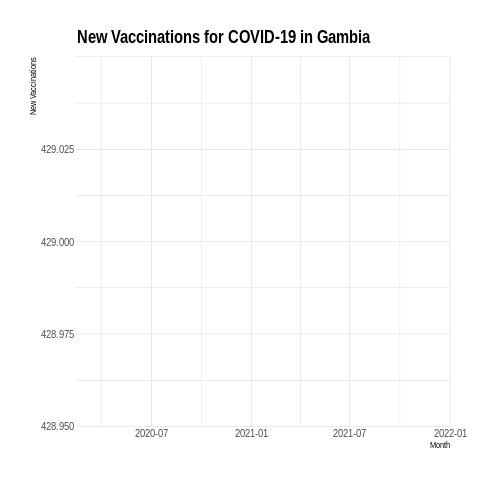 New Vaccinations for COVID-19 in Gambia
New Vaccinations
429.025
429.000
428.975
428.950
2020-07 2021-01 2021-07 2022-01
Month